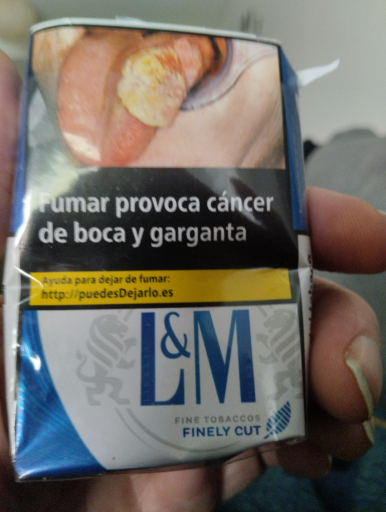 Fumar provoca cáncer
de boca y garganta
Ayuda para dejar de fumar:
http://puedesDejarlo.es
L&M
FINE TOBACCOS
FINELY CUT